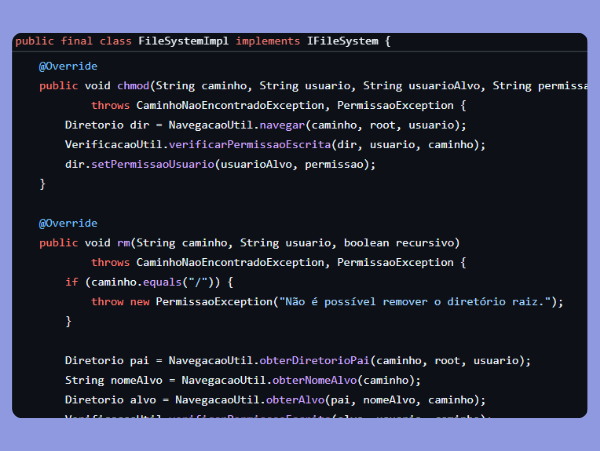 public final class FileSystemImpl implements IFileSystem {
@Override
public void chmod(String caminho, String usuario, String usuarioAlvo, String permissa
throws CaminhoNaoEncontradoException, PermissaoException {
Diretorio dir = NavegacaoUtil.navegar(caminho, root, usuario);
VerificacaoUtil.verificarPermissaoEscrita(dir, usuario, caminho);
dir.setPermissaoUsuario(usuarioAlvo, permissao);
}
@Override
public void rm(String caminho, String usuario, boolean recursivo)
throws CaminhoNaoEncontradoException, PermissaoException {
if (caminho.equals("/")) {
throw new PermissaoException("Não é possível remover o diretório raiz.");
}
Diretorio pai = NavegacaoUtil.obterDiretorioPai(caminho, root, usuario);
String nomeAlvo = NavegacaoUtil.obterNomeAlvo(caminho);
Diretorio alvo = NavegacaoUtil.obterAlvo(pai, nomeAlvo, caminho);